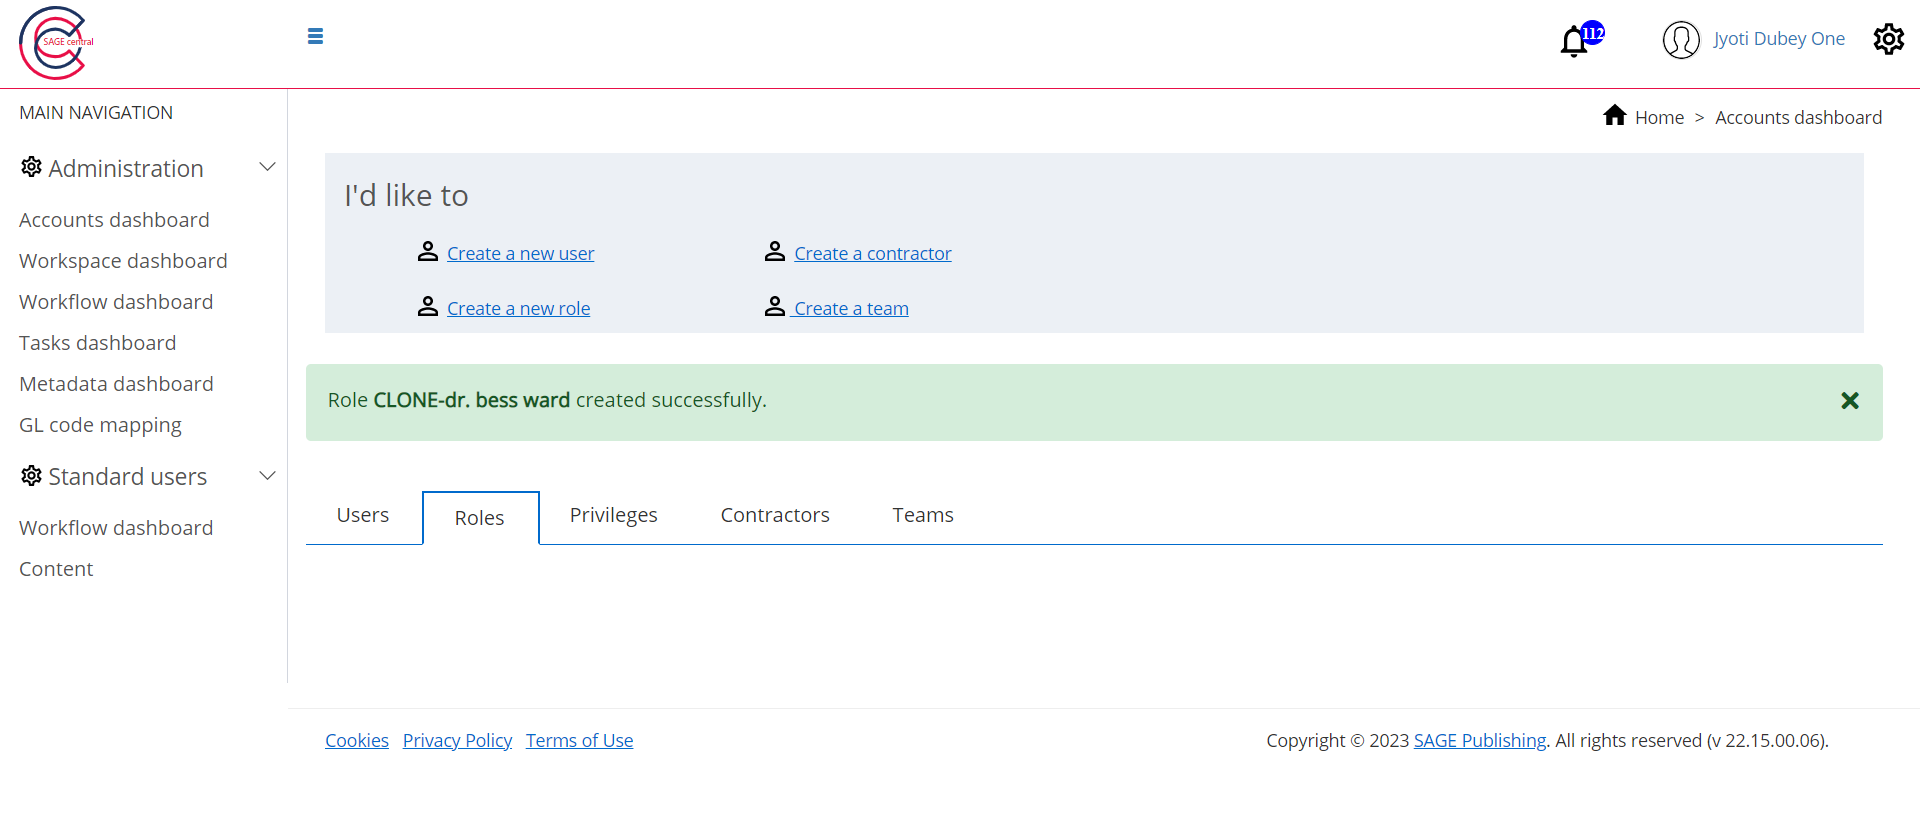 SAGE central
112
Jyoti Dubey One
MAIN NAVIGATION
Home > Accounts dashboard
Administration
Accounts dashboard
Workspace dashboard
Workflow dashboard
Tasks dashboard
Metadata dashboard
GL code mapping
Standard users
Workflow dashboard
Content
I'd like to
Create a new user
Create a contractor
Create a new role
Create a team
Role CLONE-dr. bess ward created successfully.
Users
Roles
Privileges
Contractors
Teams
Cookies Privacy Policy Terms of Use
Copyright © 2023 SAGE Publishing. All rights reserved (v 22.15.00.06).